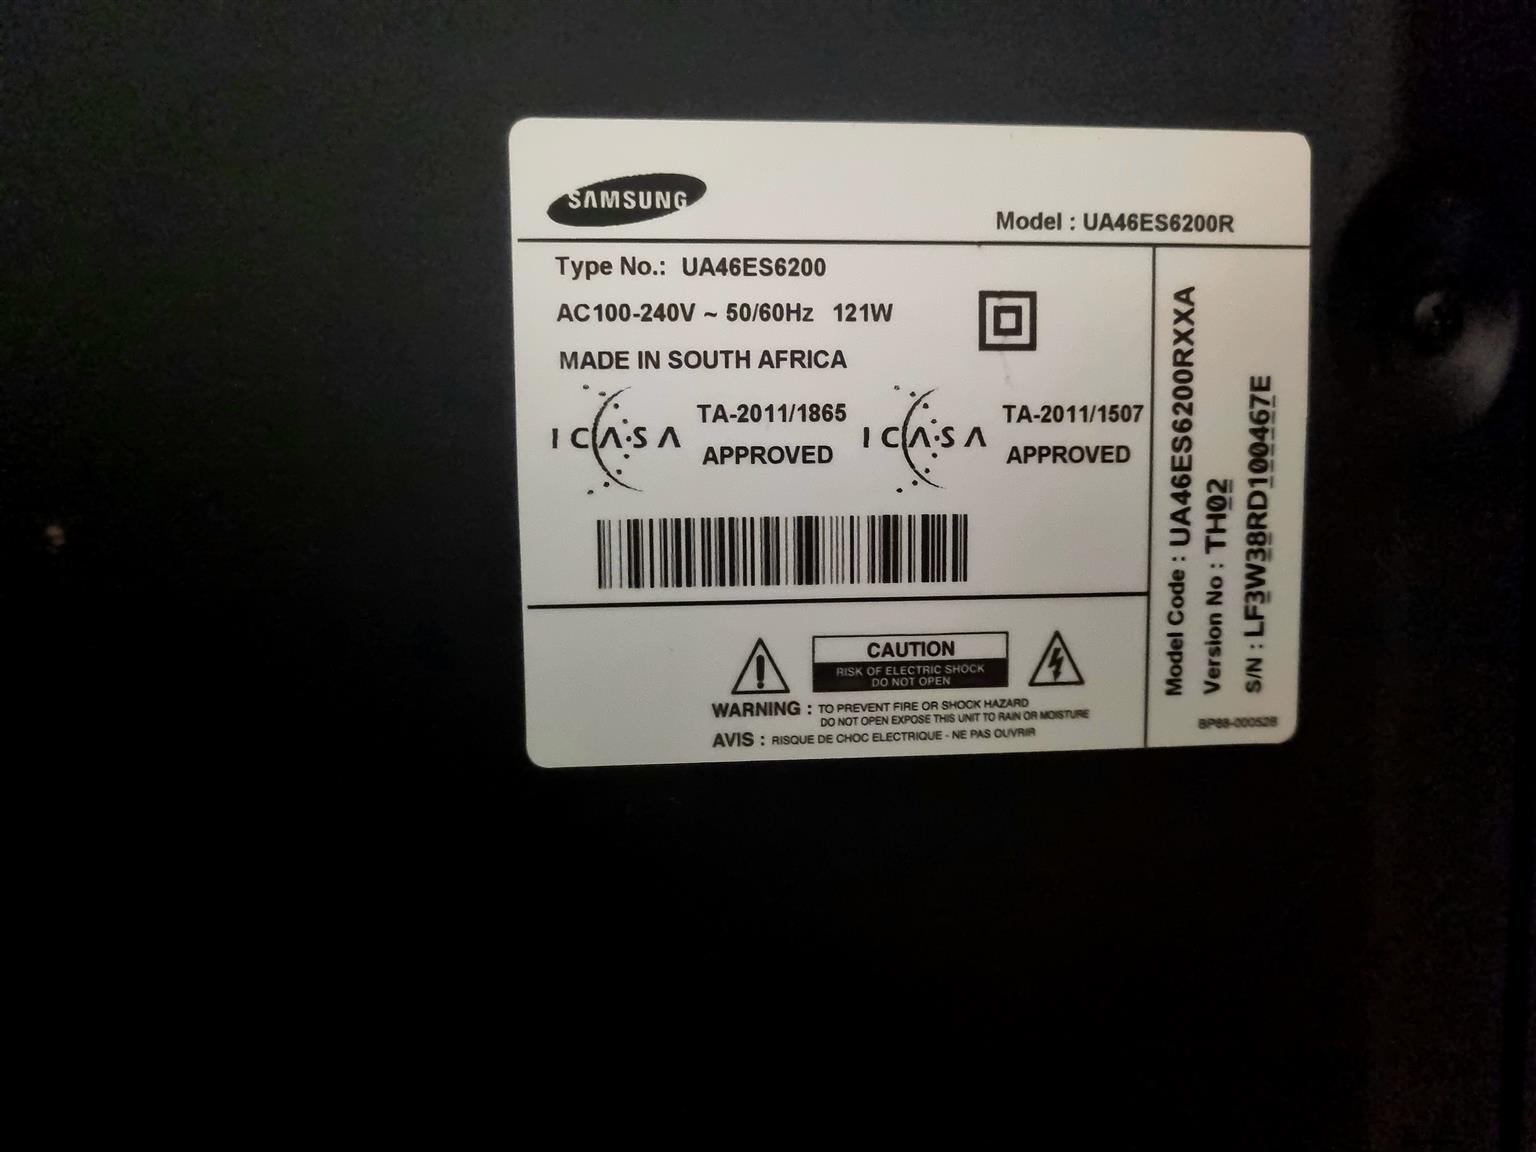 SAMSUNG
Model : UA46ES6200R
Type No.: UA46ES6200
AC100-240V ~ 50/60Hz 121W
MADE IN SOUTH AFRICA
ICASA TA-2011/1865 APPROVED
ICASA TA-2011/1507 APPROVED
CAUTION
RISK OF ELECTRIC SHOCK
DO NOT OPEN
WARNING : TO PREVENT FIRE OR SHOCK HAZARD
DO NOT OPEN EXPOSE THIS UNIT TO RAIN OR MOISTURE
AVIS : RISQUE DE CHOC ELECTRIQUE - NE PAS OUVRIR
Model Code : UA46ES6200RXXA
Version No : TH02
S/N : LF3W38RD100467E
BP68-00052B